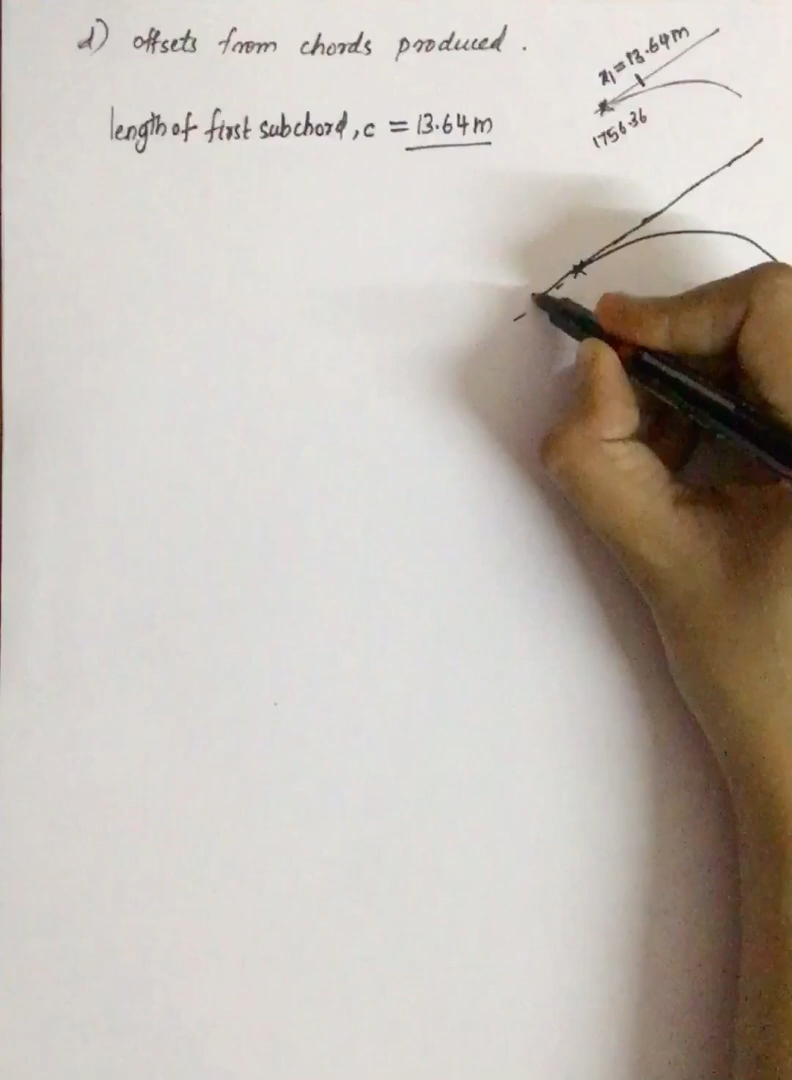 d) offsets from chords produced.
x1=13.64m
1756.36
length of first subchord, c = 13.64m